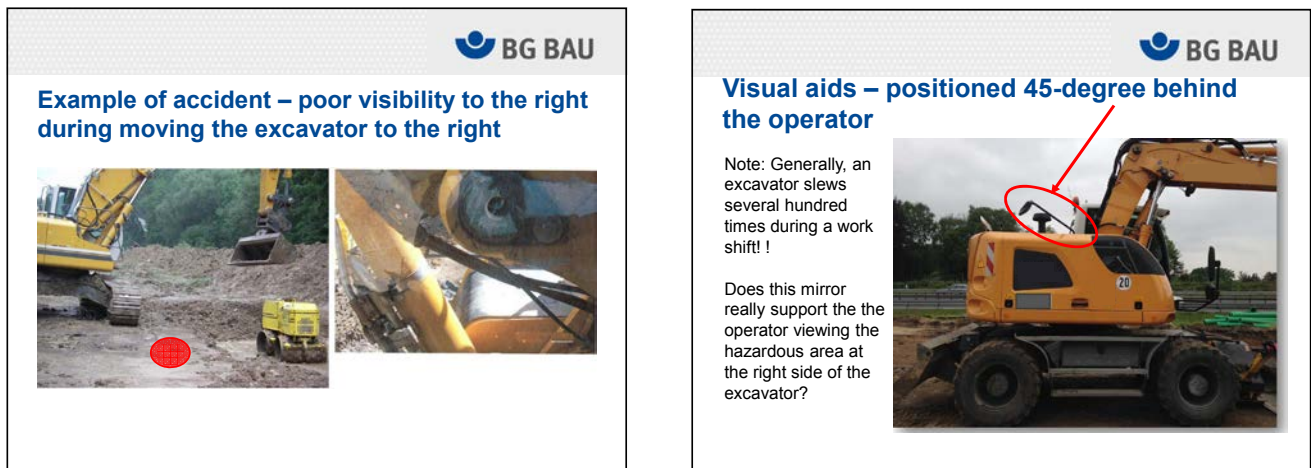 BG BAU
Example of accident – poor visibility to the right
during moving the excavator to the right
BG BAU
Visual aids – positioned 45-degree behind
the operator
Note: Generally, an
excavator slews
several hundred
times during a work
shift! !
Does this mirror
really support the the
operator viewing the
hazardous area at
the right side of the
excavator?
20